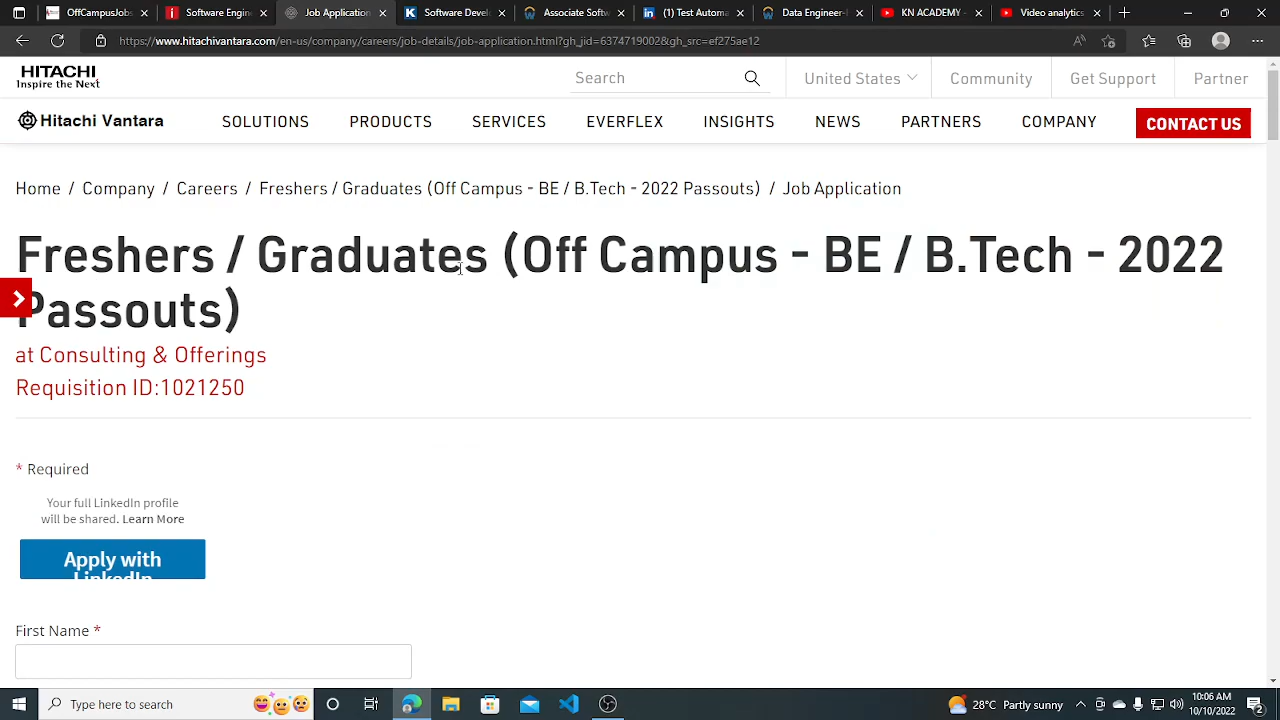 OffCampusJobs
Software Engin
Job Application
Software Devel
Associate Softw
(1) Test Automa
Data Engineer-
KN ACADEMY -
Video analytics
https://www.hitachivantara.com/en-us/company/careers/job-details/job-application.html?gh_jid=6374719002&gh_src=ef275ae12
HITACHI
Inspire the Next
Search
United States
Community
Get Support
Partner
Hitachi Vantara
SOLUTIONS
PRODUCTS
SERVICES
EVERFLEX
INSIGHTS
NEWS
PARTNERS
COMPANY
CONTACT US
Home / Company / Careers / Freshers / Graduates (Off Campus - BE / B.Tech - 2022 Passouts) / Job Application
Freshers / Graduates (Off Campus - BE / B.Tech - 2022
Passouts)
at Consulting & Offerings
Requisition ID:1021250
* Required
Your full LinkedIn profile
will be shared. Learn More
Apply with
LinkedIn
First Name *
Type here to search
28°C Partly sunny
10:06 AM
10/10/2022
2